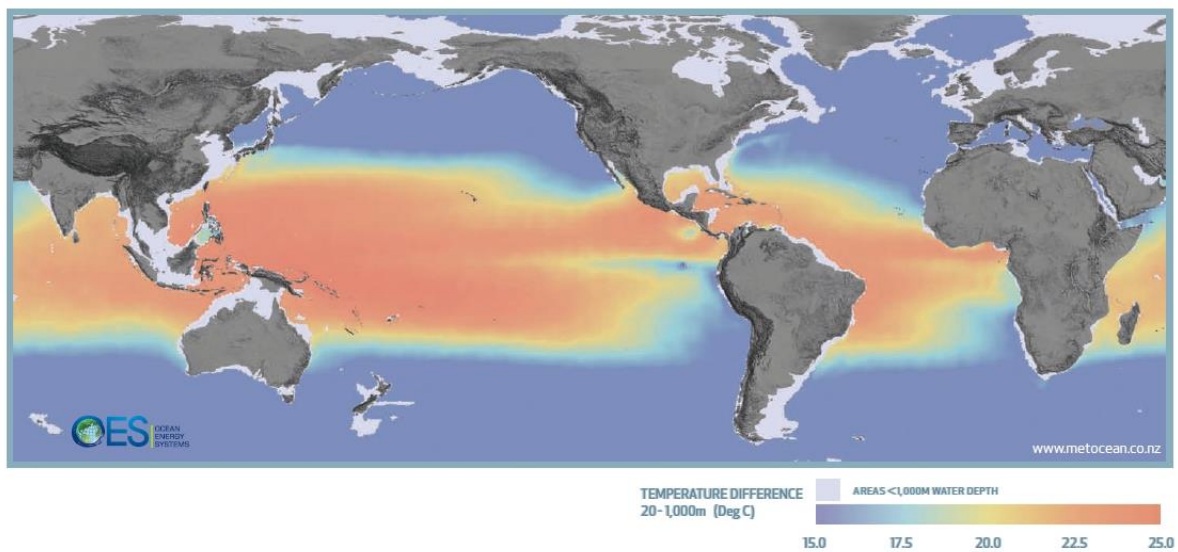 OES
OCEAN
ENERGY
SYSTEMS
www.metocean.co.nz
TEMPERATURE DIFFERENCE
20-1,000m (Deg C)
AREAS <1,000M WATER DEPTH
15.0 17.5 20.0 22.5 25.0